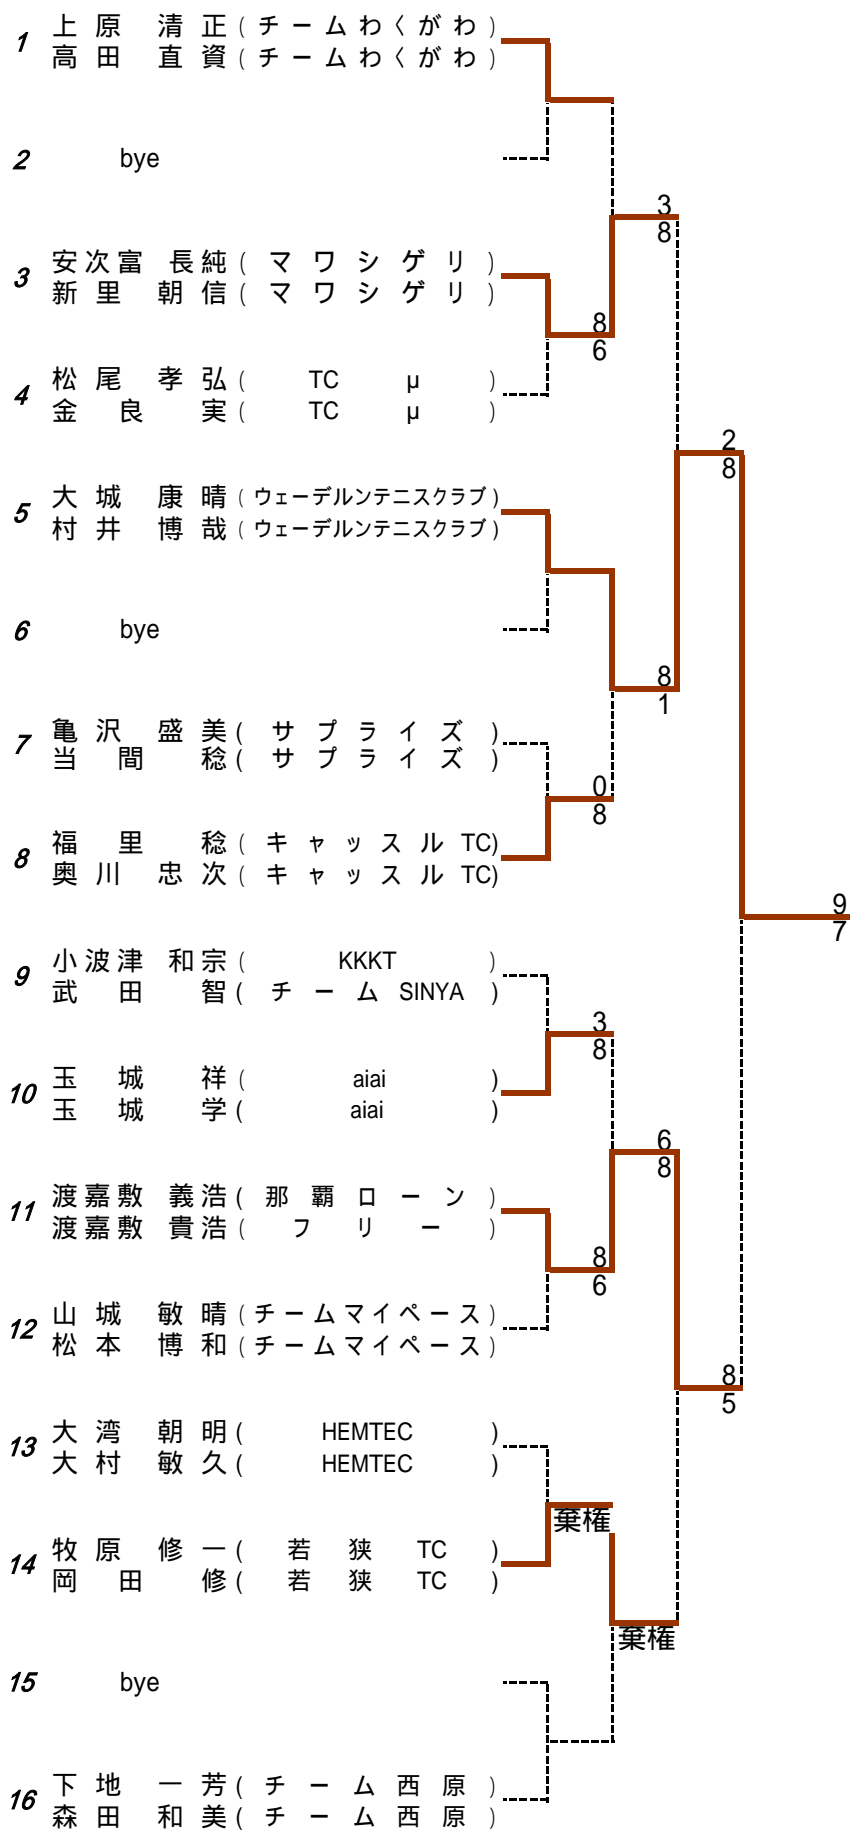 1 上原 清正(チームわくがわ)
高田 直資(チームわくがわ)
2 bye
3
8
3 安次富 長純(マワシゲリ)
新里 朝信(マワシゲリ)
8
6
4 松尾 孝弘(TC μ)
金良 実(TC μ)
2
8
5 大城 康晴(ウェーデルンテニスクラブ)
村井 博哉(ウェーデルンテニスクラブ)
6 bye
8
1
7 亀沢 盛美(サプライズ)
当間 稔(サプライズ)
0
8
8 福里 稔(キャッスルTC)
奥川 忠次(キャッスルTC)
9
7
9 小波津 和宗(KKKT)
武田 智(チームSINYA)
3
8
10 玉城 祥(aiai)
玉城 学(aiai)
6
8
11 渡嘉敷 義浩(那覇ローン)
渡嘉敷 貴浩(フリー)
8
6
12 山城 敏晴(チームマイペース)
松本 博和(チームマイペース)
8
5
13 大湾 朝明(HEMTEC)
大村 敏久(HEMTEC)
棄権
14 牧原 修一(若狭TC)
岡田 修(若狭TC)
棄権
15 bye
16 下地 一芳(チーム西原)
森田 和美(チーム西原)